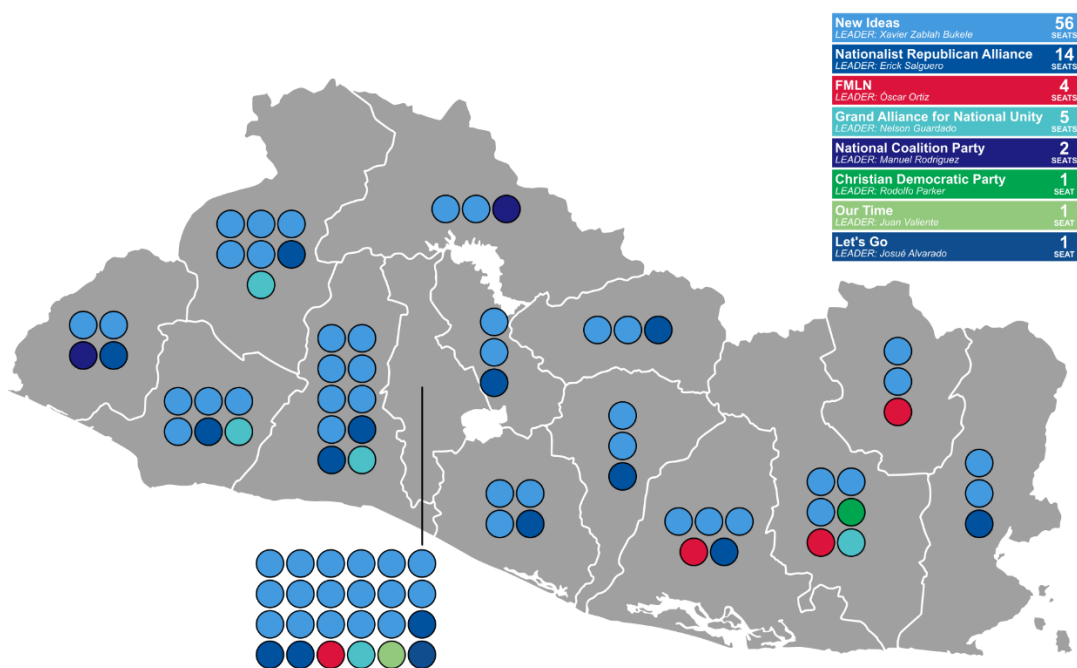 New Ideas 56
LEADER: Xavier Zablah Bukele SEATS
Nationalist Republican Alliance 14
LEADER: Erick Salguero SEATS
FMLN 4
LEADER: Óscar Ortiz SEATS
Grand Alliance for National Unity 5
LEADER: Nelson Guardado SEATS
National Coalition Party 2
LEADER: Manuel Rodriguez SEATS
Christian Democratic Party 1
LEADER: Rodolfo Parker SEAT
Our Time 1
LEADER: Juan Valiente SEAT
Let's Go 1
LEADER: Josué Alvarado SEAT